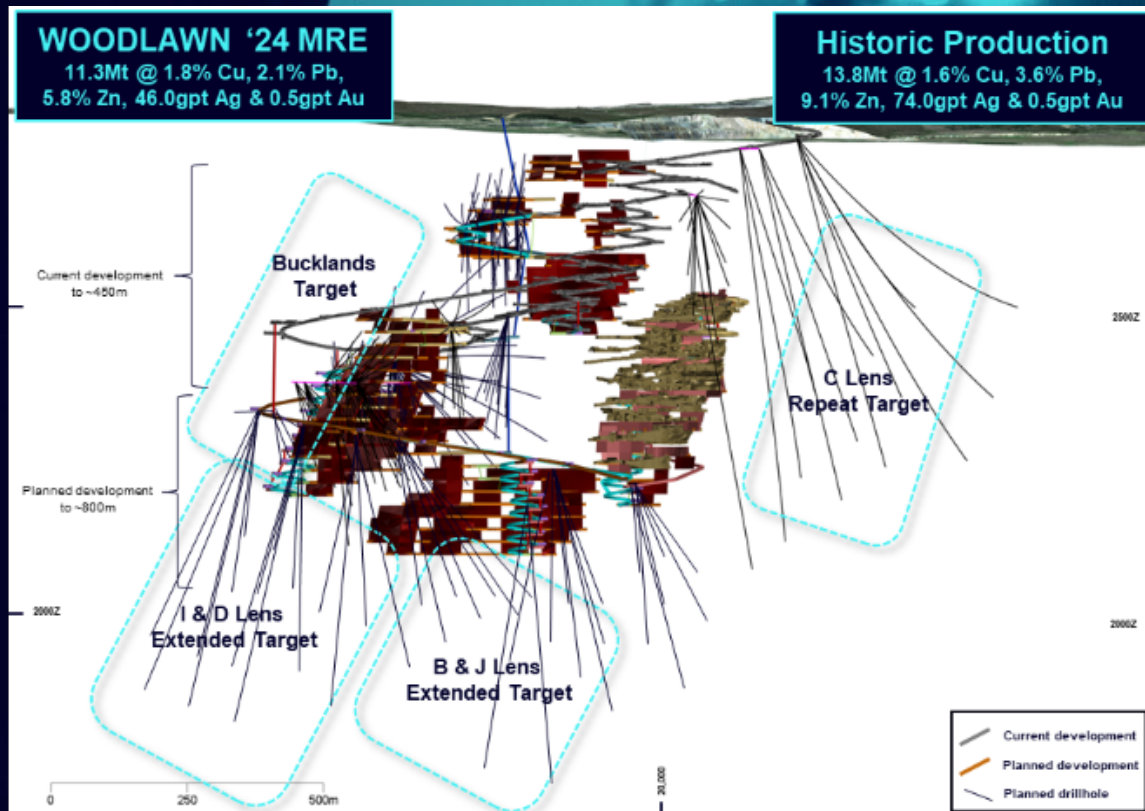 WOODLAWN ‘24 MRE
11.3Mt @ 1.8% Cu, 2.1% Pb,
5.8% Zn, 46.0gpt Ag & 0.5gpt Au
Historic Production
13.8Mt @ 1.6% Cu, 3.6% Pb,
9.1% Zn, 74.0gpt Ag & 0.5gpt Au
Bucklands
Target
Current development
to ~450m
2500Z
C Lens
Repeat Target
Planned development
to ~800m
2000Z
2000Z
I & D Lens
Extended Target
B & J Lens
Extended Target
Current development
Planned development
Planned drillhole
0
250
500m
20,000